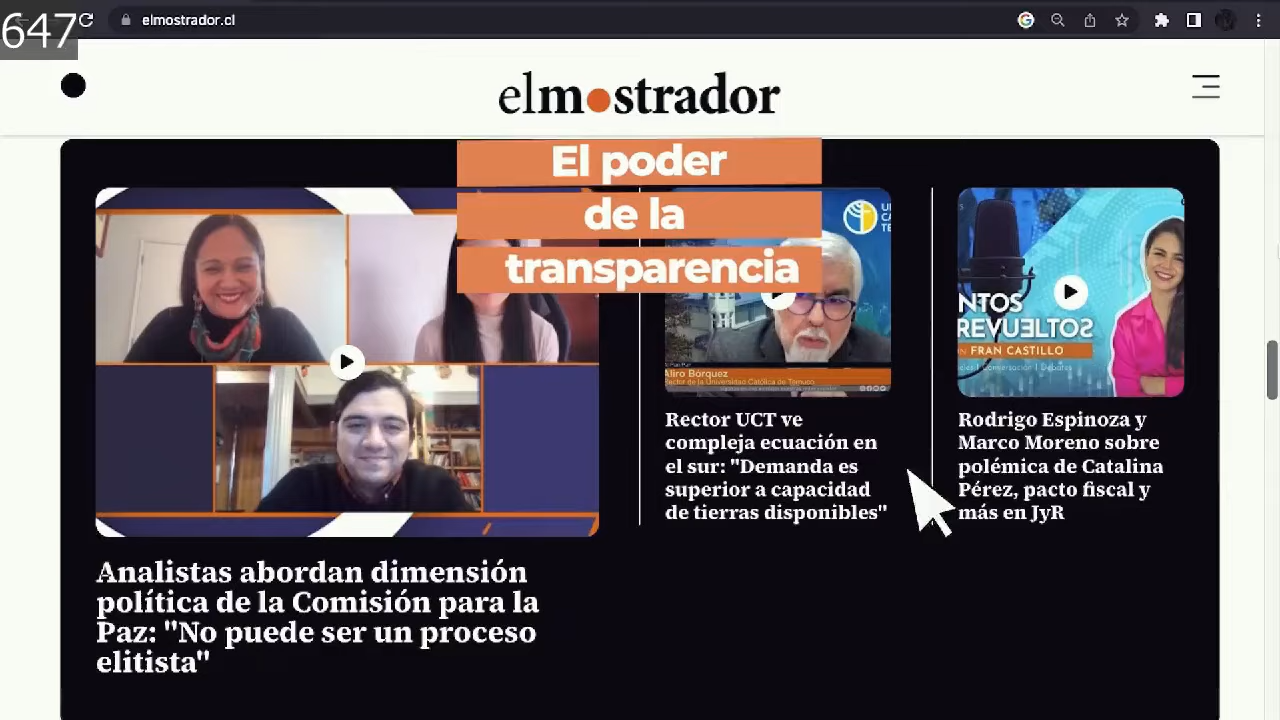 647
elmostrador.cl
elmostrador
El poder
de la
transparencia
Aliro Bórquez
Rector de la Universidad Católica de Temuco
NTOS
REVUELTOS
FRAN CASTILLO
Conversación | Debates
Rector UCT ve
compleja ecuación en
el sur: "Demanda es
superior a capacidad
de tierras disponibles"
Rodrigo Espinoza y
Marco Moreno sobre
polémica de Catalina
Pérez, pacto fiscal y
más en JyR
Analistas abordan dimensión
política de la Comisión para la
Paz: "No puede ser un proceso
elitista"